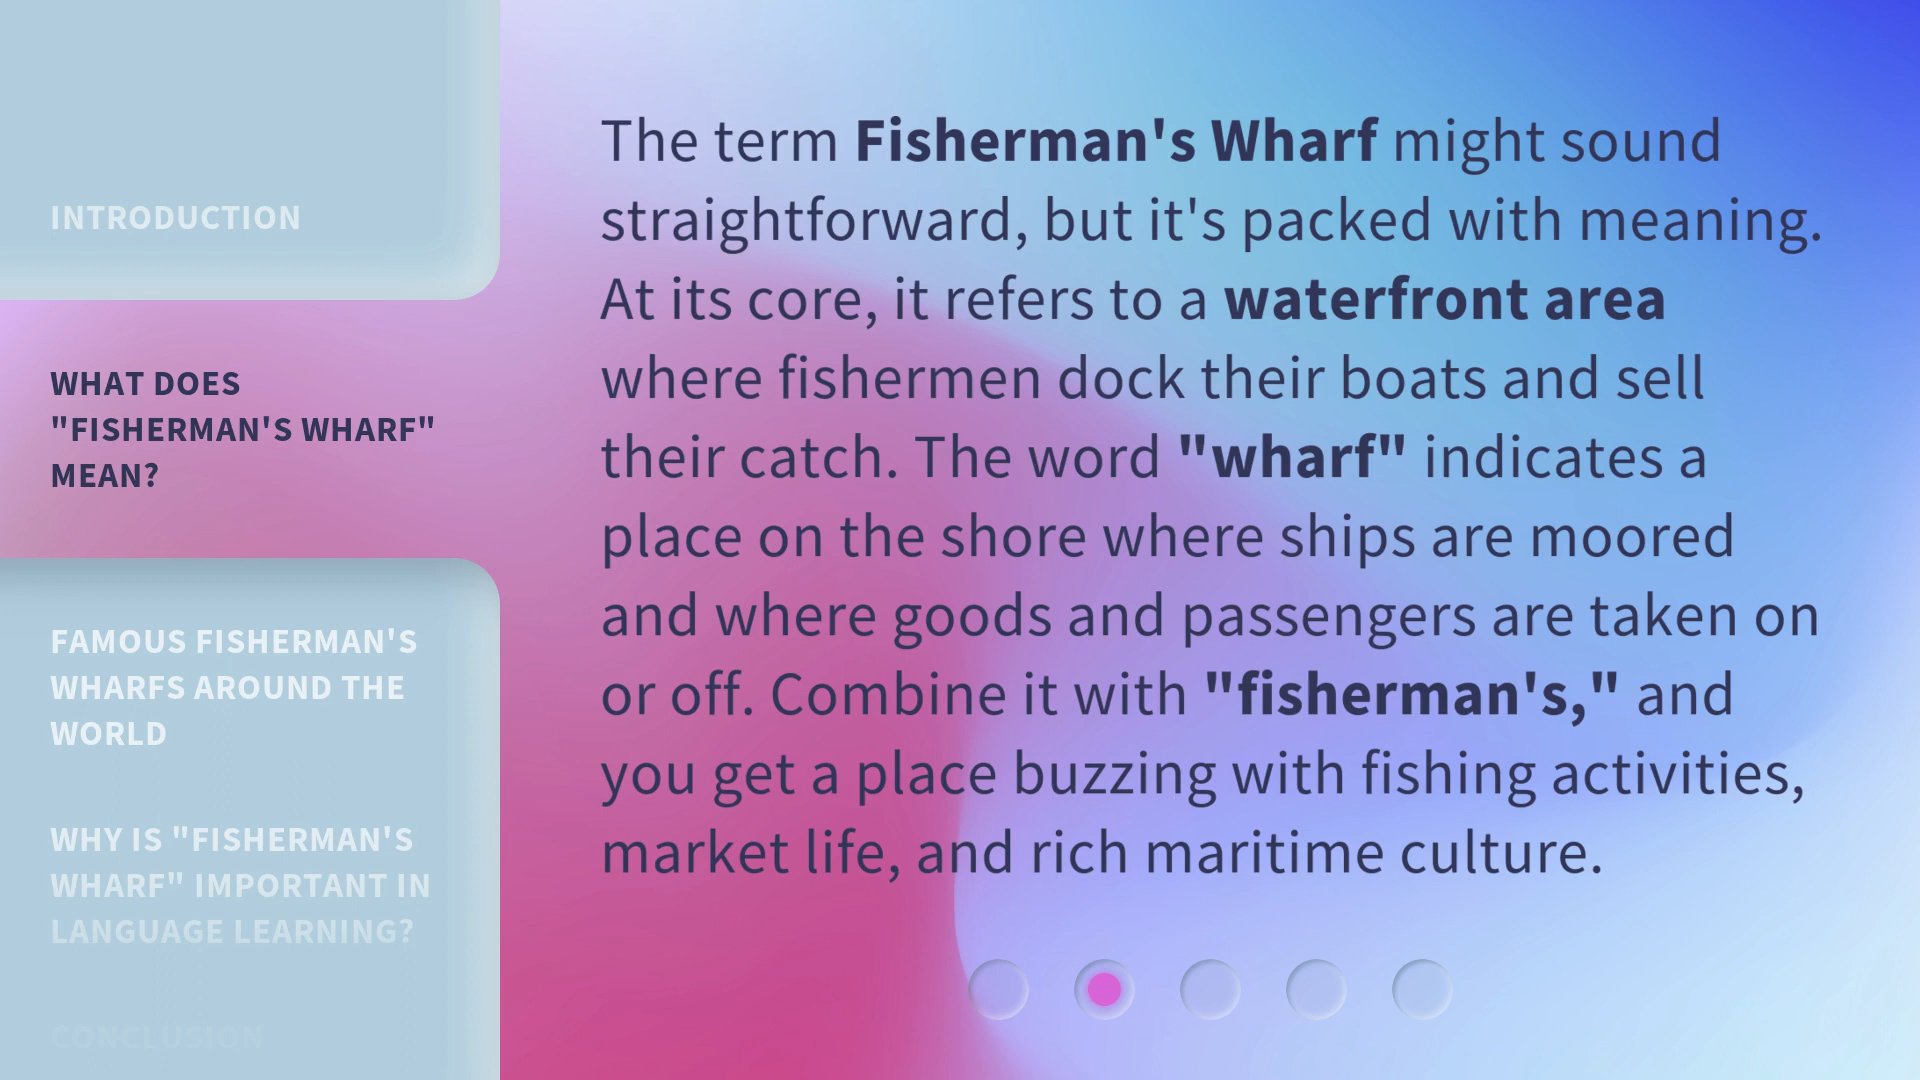 INTRODUCTION
WHAT DOES
"FISHERMAN'S WHARF"
MEAN?
FAMOUS FISHERMAN'S
WHARFS AROUND THE
WORLD
WHY IS "FISHERMAN'S
WHARF" IMPORTANT IN
LANGUAGE LEARNING?
CONCLUSION
The term Fisherman's Wharf might sound
straightforward, but it's packed with meaning.
At its core, it refers to a waterfront area
where fishermen dock their boats and sell
their catch. The word "wharf" indicates a
place on the shore where ships are moored
and where goods and passengers are taken on
or off. Combine it with "fisherman's," and
you get a place buzzing with fishing activities,
market life, and rich maritime culture.